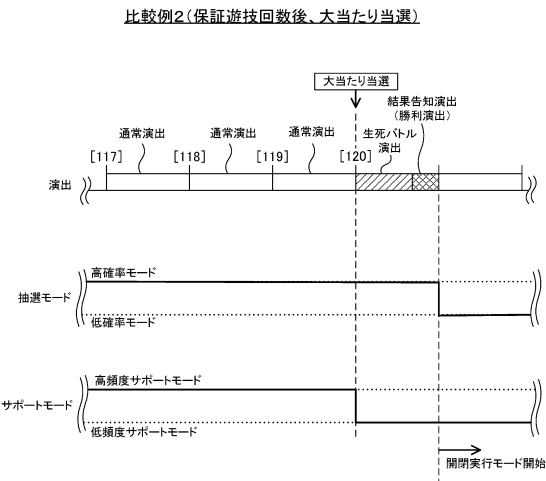 比較例２（保証遊技回数後、大当たり当選）
大当たり当選
結果告知演出
（勝利演出）
通常演出
通常演出
通常演出
生死バトル
演出
[117]
[118]
[119]
[120]
演出
高確率モード
抽選モード
低確率モード
高頻度サポートモード
サポートモード
低頻度サポートモード
開閉実行モード開始